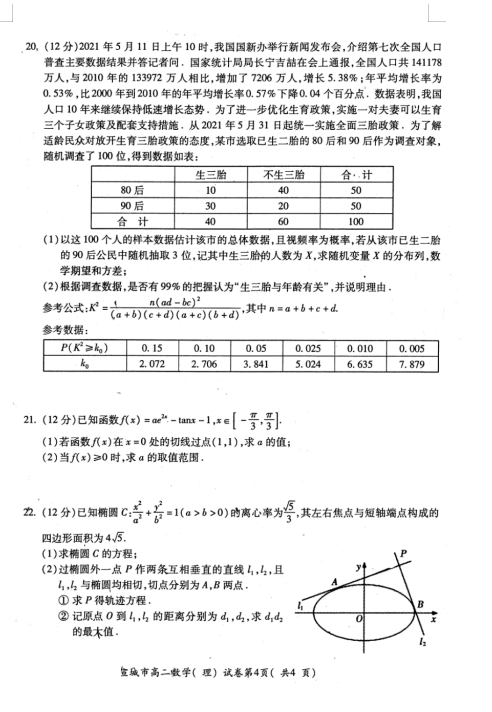 20. (12分)2021年5月11日上午10时,我国国新办举行新闻发布会,介绍第七次全国人口
普查主要数据结果并答记者问. 国家统计局局长宁吉喆在会上通报,全国人口共141178
万人,与2010年的133972万人相比,增加了7206万人,增长5.38%;年平均增长率为
0.53%,比2000年到2010年的年平均增长率0.57%下降0.04个百分点. 数据表明,我国
人口10年来继续保持低速增长态势. 为了进一步优化生育政策,实施一对夫妻可以生育
三个子女政策及配套支持措施. 从2021年5月31日起统一实施全面三胎政策. 为了解
适龄民众对放开生育三胎政策的态度,某市选取已生二胎的80后和90后作为调查对象,
随机调查了100位,得到数据如表:
生三胎 不生三胎 合计
80后 10 40 50
90后 30 20 50
合计 40 60 100
(1)以这100个人的样本数据估计该市的总体数据,且视频率为概率,若从该市已生二胎
的90后公民中随机抽取3位,记其中生三胎的人数为X,求随机变量X的分布列,数
学期望和方差;
(2)根据调查数据,是否有99%的把握认为“生三胎与年龄有关”,并说明理由.
参考公式:K²=n(ad-bc)²/((a+b)(c+d)(a+c)(b+d)),其中n=a+b+c+d.
参考数据:
P(K²≥k₀) 0.15 0.10 0.05 0.025 0.010 0.005
k₀ 2.072 2.706 3.841 5.024 6.635 7.879
21. (12分)已知函数f(x)=ae²ˣ-tanx-1,x∈[-π/3,π/3].
(1)若函数f(x)在x=0处的切线过点(1,1),求a的值;
(2)当f(x)≥0时,求a的取值范围.
22. (12分)已知椭圆C:x²/a²+y²/b²=1(a>b>0)的离心率为√5/3,其左右焦点与短轴端点构成的
四边形面积为4√5.
(1)求椭圆C的方程;
(2)过椭圆外一点P作两条互相垂直的直线l₁,l₂,且
l₁,l₂与椭圆均相切,切点分别为A,B两点.
①求P得轨迹方程.
②记原点O到l₁,l₂的距离分别为d₁,d₂,求d₁d₂
的最大值.
P
y
A
l₁
O
B
x
l₂
宣城市高二数学(理)试卷第4页(共4页)